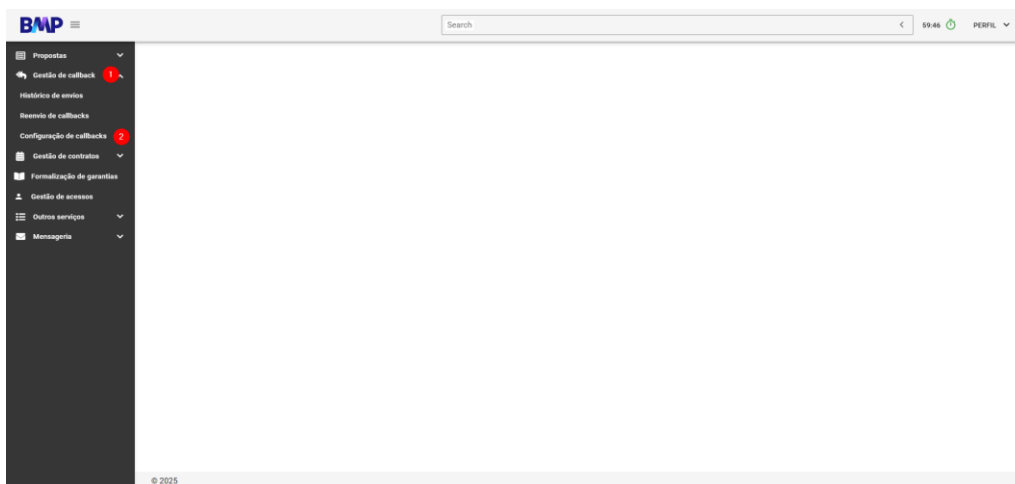 BMP
Search
59:46
PERFIL
Propostas
Gestão de callback 1
Histórico de envios
Reenvio de callbacks
Configuração de callbacks 2
Gestão de contratos
Formalização de garantias
Gestão de acessos
Outros serviços
Mensageria
© 2025